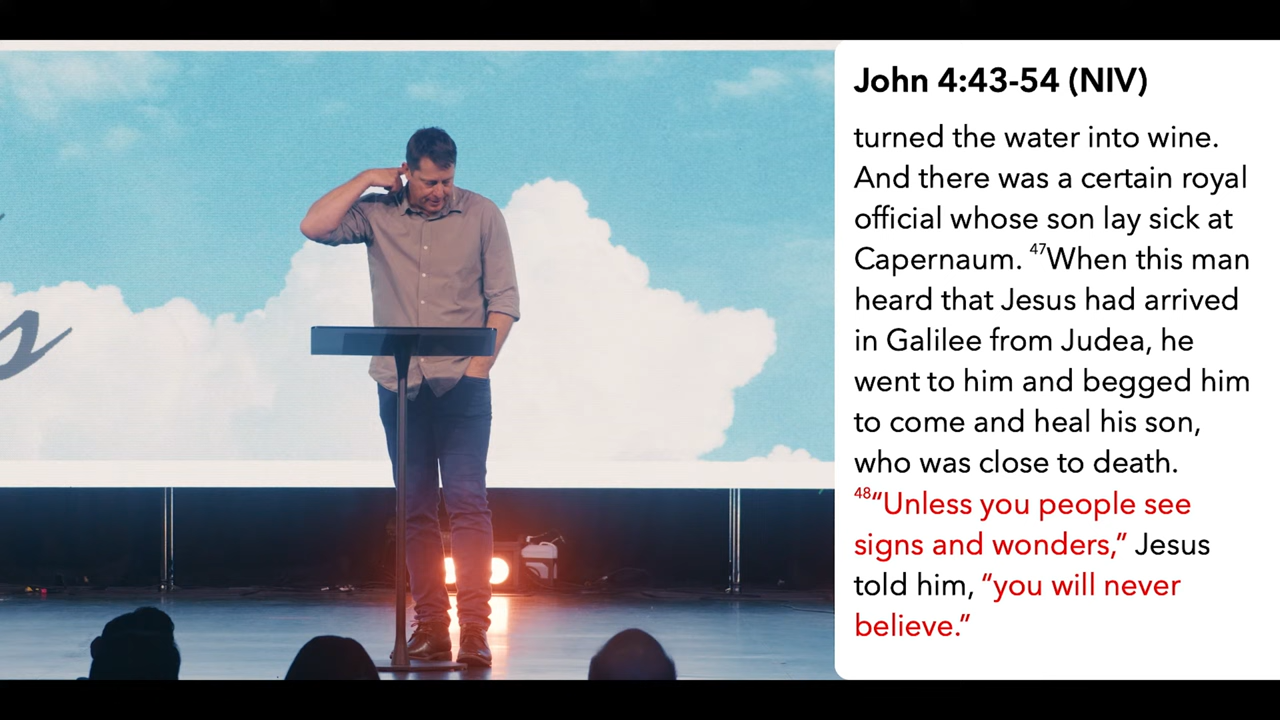 John 4:43-54 (NIV)
turned the water into wine.
And there was a certain royal
official whose son lay sick at
Capernaum. ⁴⁷When this man
heard that Jesus had arrived
in Galilee from Judea, he
went to him and begged him
to come and heal his son,
who was close to death.
⁴⁸“Unless you people see
signs and wonders,” Jesus
told him, “you will never
believe.”